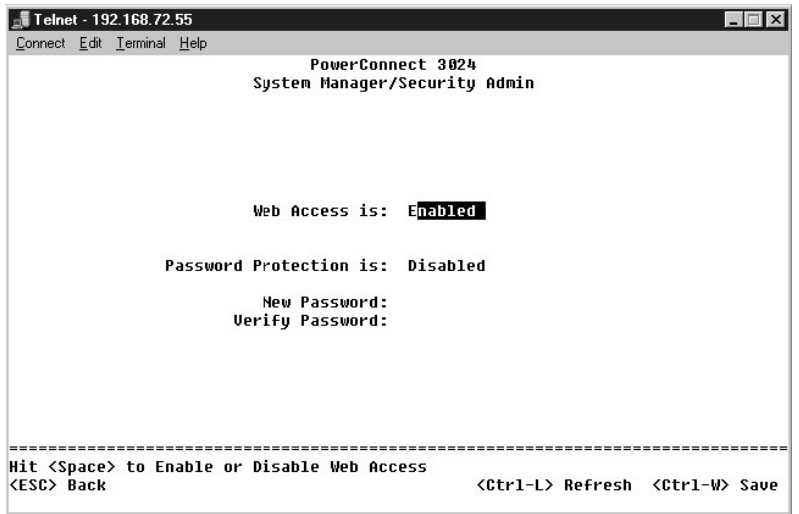 Telnet - 192.168.72.55
Connect Edit Terminal Help
PowerConnect 3024
System Manager/Security Admin
Web Access is: Enabled
Password Protection is: Disabled
New Password:
Verify Password:
================================================================================
Hit <Space> to Enable or Disable Web Access
<ESC> Back <Ctrl-L> Refresh <Ctrl-W> Save